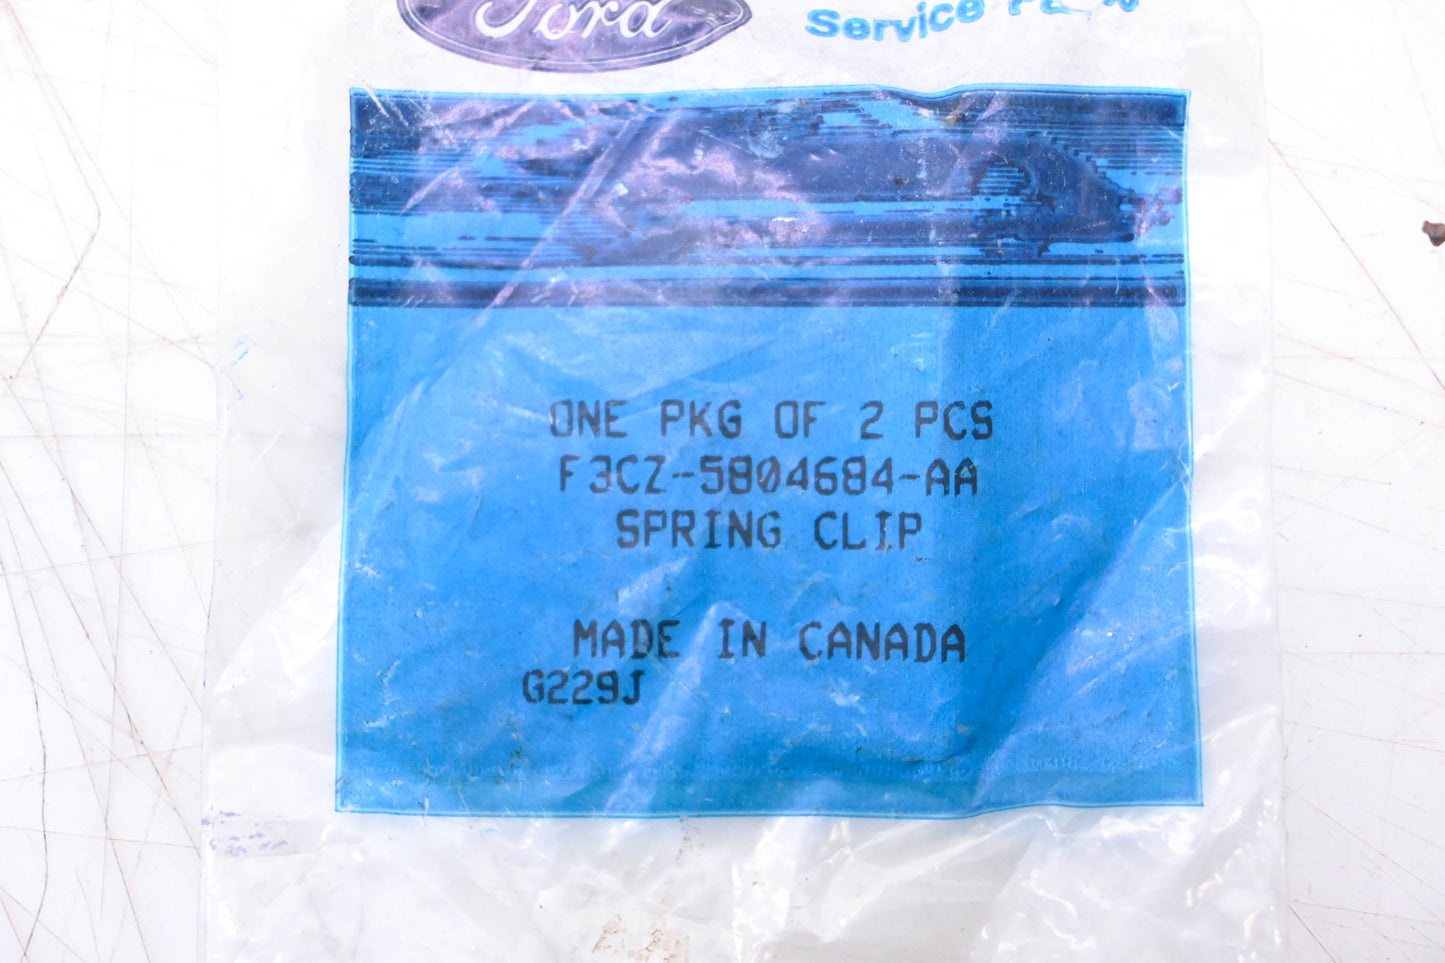 Ford
Service
ONE PKG OF 2 PCS
F3CZ-5804684-AA
SPRING CLIP
MADE IN CANADA
G229J